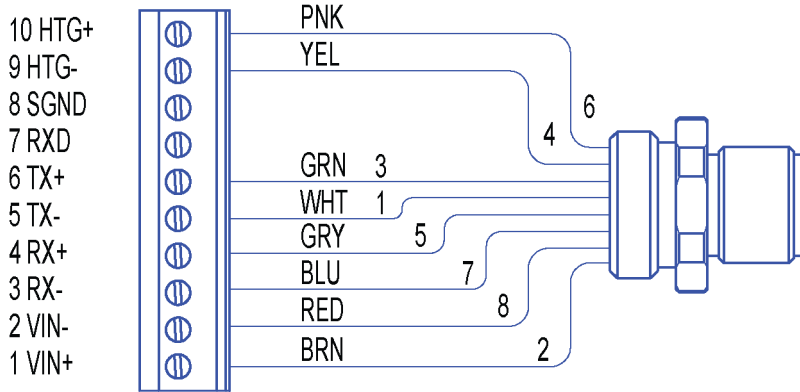 10 HTG+ PNK
9 HTG- YEL
8 SGND
7 RXD
6 TX+ GRN 3
5 TX- WHT 1
4 RX+ GRY 5
3 RX- BLU 7
2 VIN- RED 8
1 VIN+ BRN 2
6
4